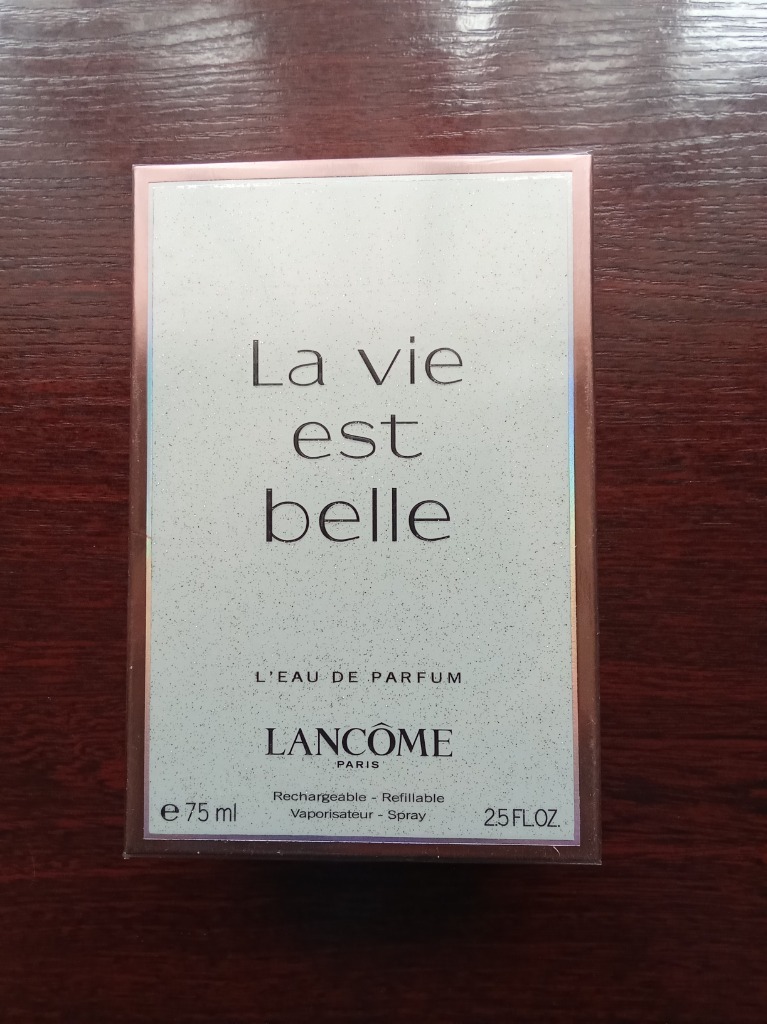 La vie
est
belle
L'EAU DE PARFUM
LANCÔME
PARIS
Rechargeable - Refillable
Vaporisateur - Spray
e 75 ml
2.5 FL.OZ.